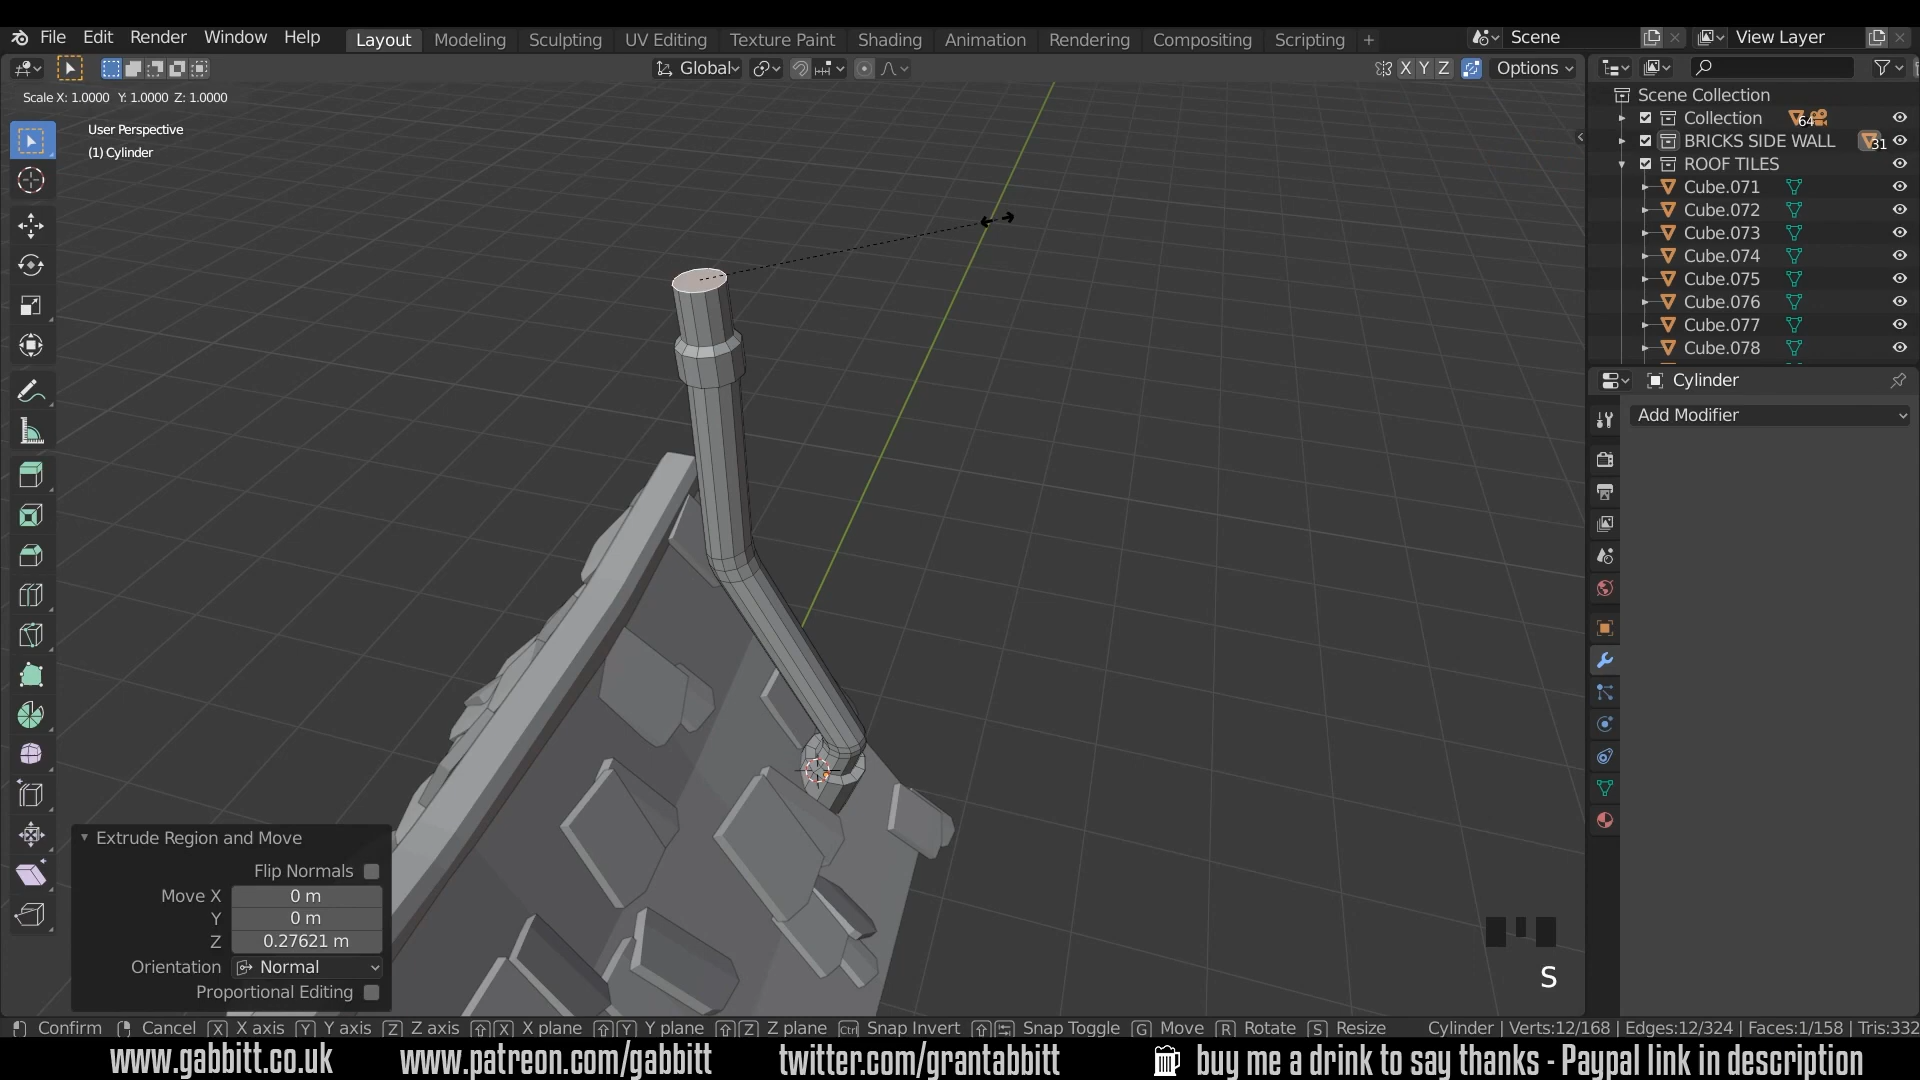 File Edit Render Window Help Layout Modeling Sculpting UV Editing Texture Paint Shading Animation Rendering Compositing Scripting + Scene View Layer
Global X Y Z Options
Scale X: 1.0000 Y: 1.0000 Z: 1.0000
User Perspective
(1) Cylinder
Scene Collection
Collection 64
BRICKS SIDE WALL 31
ROOF TILES
Cube.071
Cube.072
Cube.073
Cube.074
Cube.075
Cube.076
Cube.077
Cube.078
Cylinder
Add Modifier
Extrude Region and Move
Flip Normals
Move X 0 m
Y 0 m
Z 0.27621 m
Orientation Normal
Proportional Editing
S
Confirm Cancel X X axis Y Y axis Z Z axis X X plane Y Y plane Z Z plane Ctrl Snap Invert Snap Toggle G Move R Rotate S Resize Cylinder | Verts:12/168 | Edges:12/324 | Faces:1/158 | Tris:332
www.gabbitt.co.uk www.patreon.com/gabbitt twitter.com/grantabbitt buy me a drink to say thanks - Paypal link in description